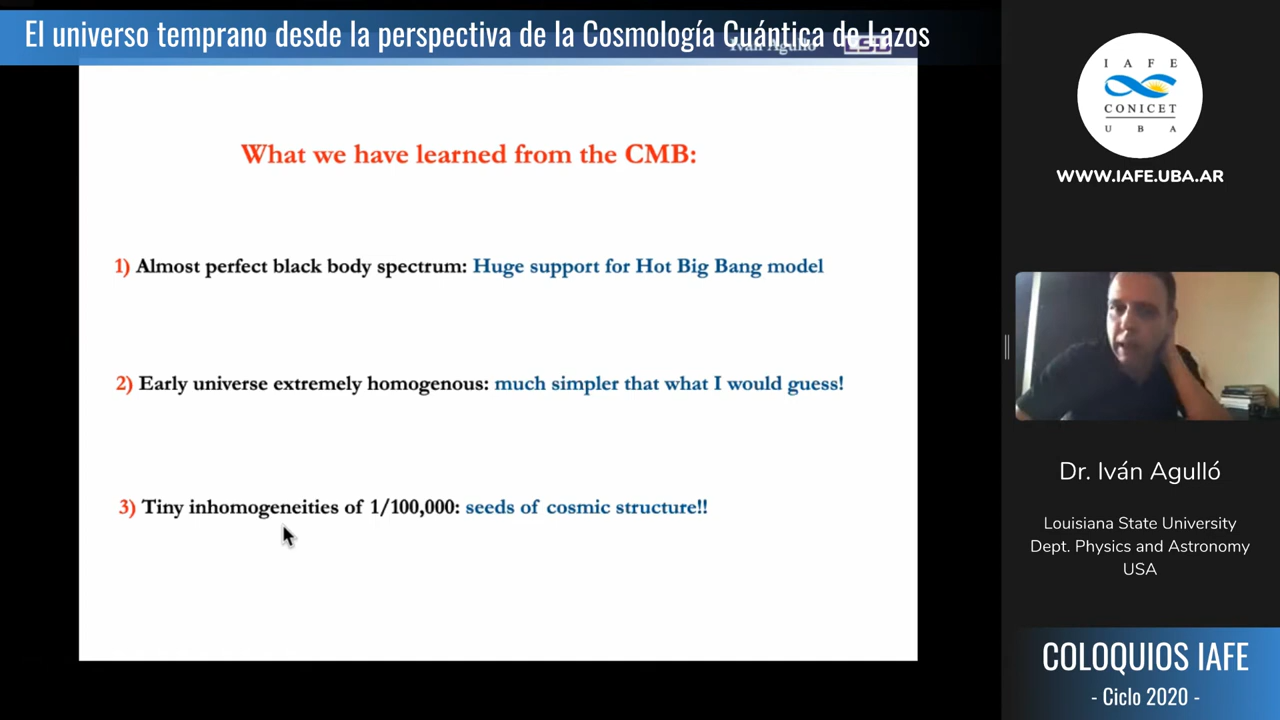 El universo temprano desde la perspectiva de la Cosmología Cuántica de Lazos
Iván Agulló LSU
What we have learned from the CMB:
1) Almost perfect black body spectrum: Huge support for Hot Big Bang model
2) Early universe extremely homogenous: much simpler that what I would guess!
3) Tiny inhomogeneities of 1/100,000: seeds of cosmic structure!!
I A F E
CONICET
U B A
WWW.IAFE.UBA.AR
Dr. Iván Agulló
Louisiana State University
Dept. Physics and Astronomy
USA
COLOQUIOS IAFE
- Ciclo 2020 -